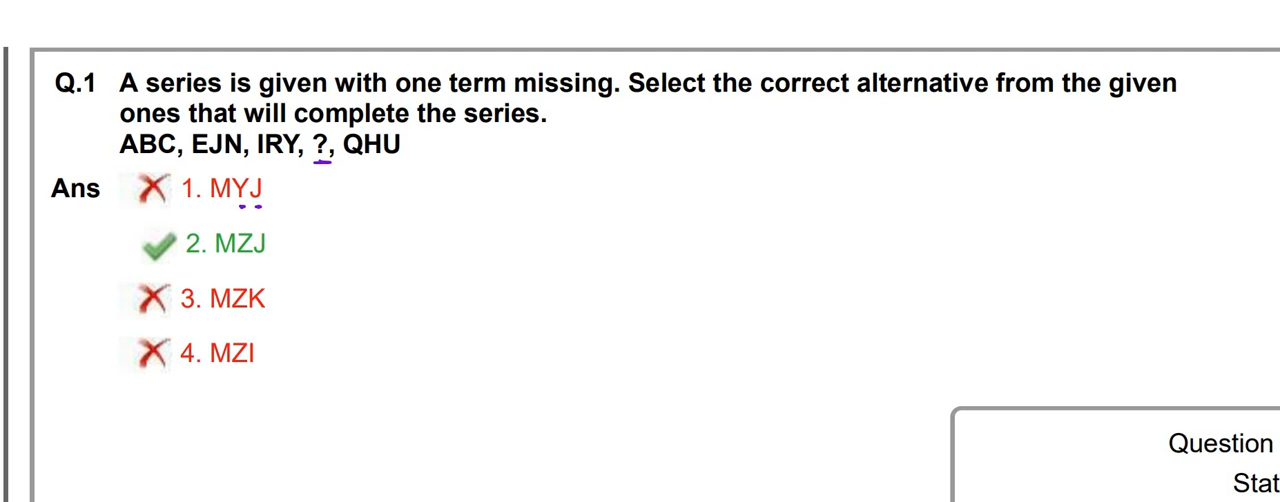 Q.1 A series is given with one term missing. Select the correct alternative from the given
ones that will complete the series.
ABC, EJN, IRY, ?, QHU
Ans 1. MYJ
2. MZJ
3. MZK
4. MZI
Question
Stat